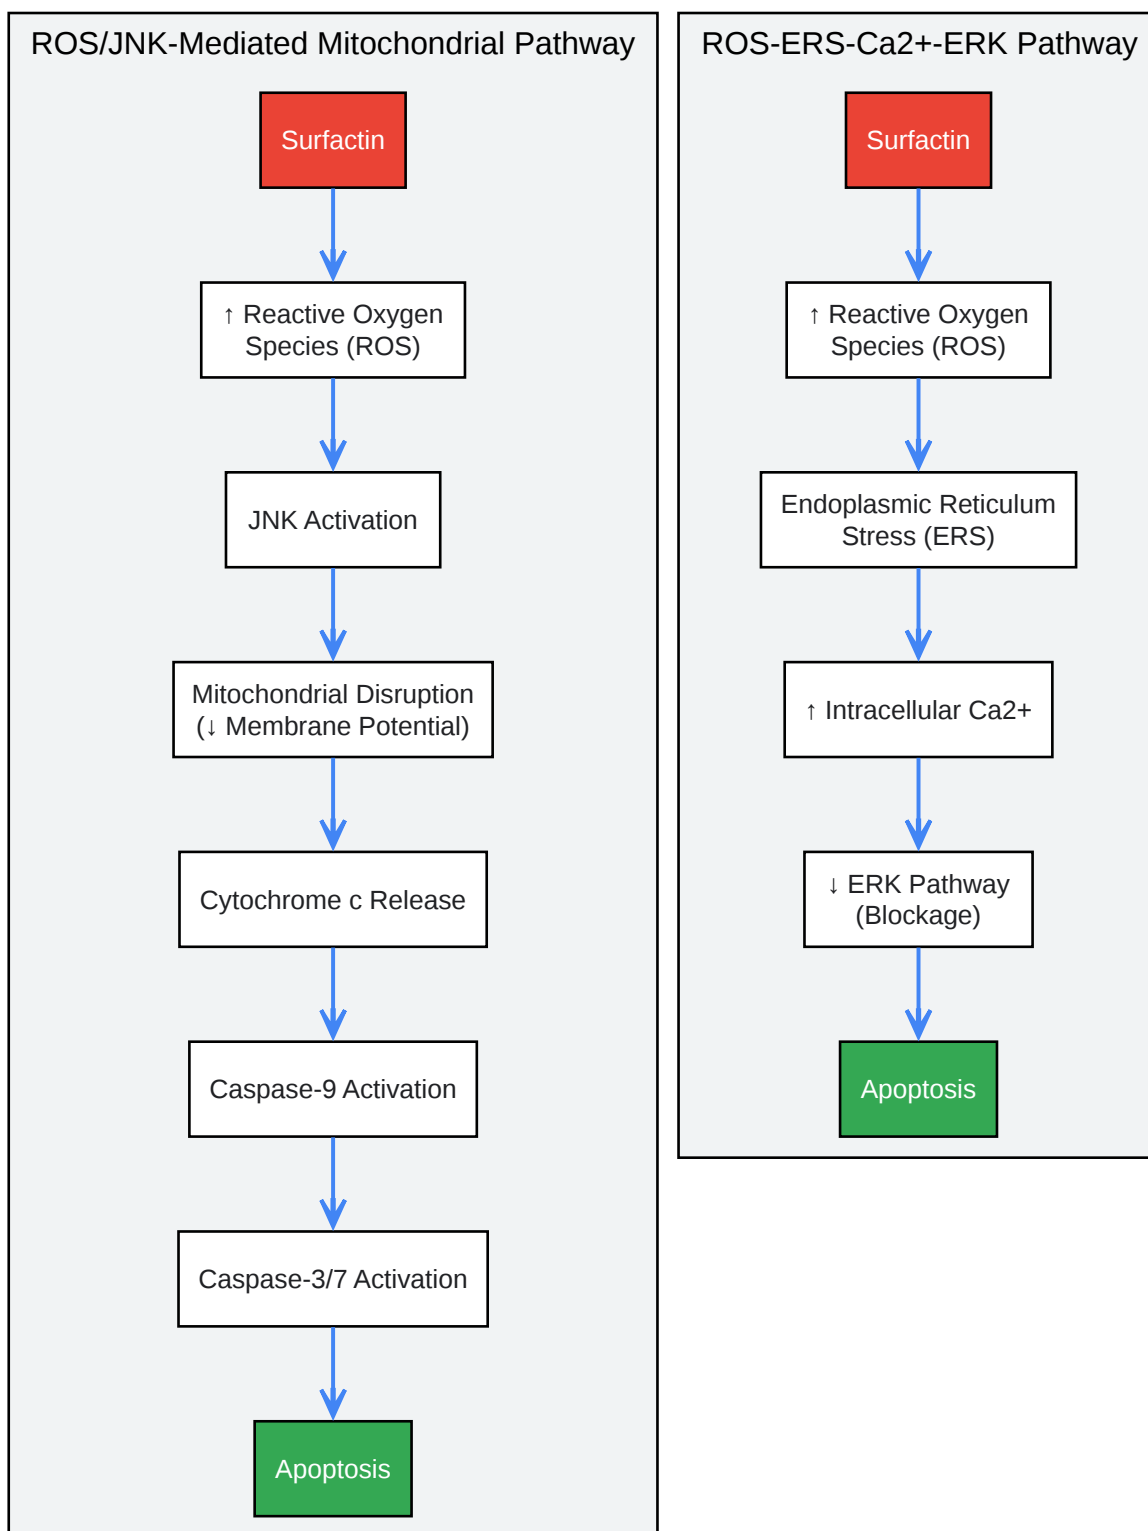 ROS/JNK-Mediated Mitochondrial Pathway
Surfactin
↑ Reactive Oxygen
Species (ROS)
JNK Activation
Mitochondrial Disruption
(↓ Membrane Potential)
Cytochrome c Release
Caspase-9 Activation
Caspase-3/7 Activation
Apoptosis
ROS-ERS-Ca2+-ERK Pathway
Surfactin
↑ Reactive Oxygen
Species (ROS)
Endoplasmic Reticulum
Stress (ERS)
↑ Intracellular Ca2+
↓ ERK Pathway
(Blockage)
Apoptosis